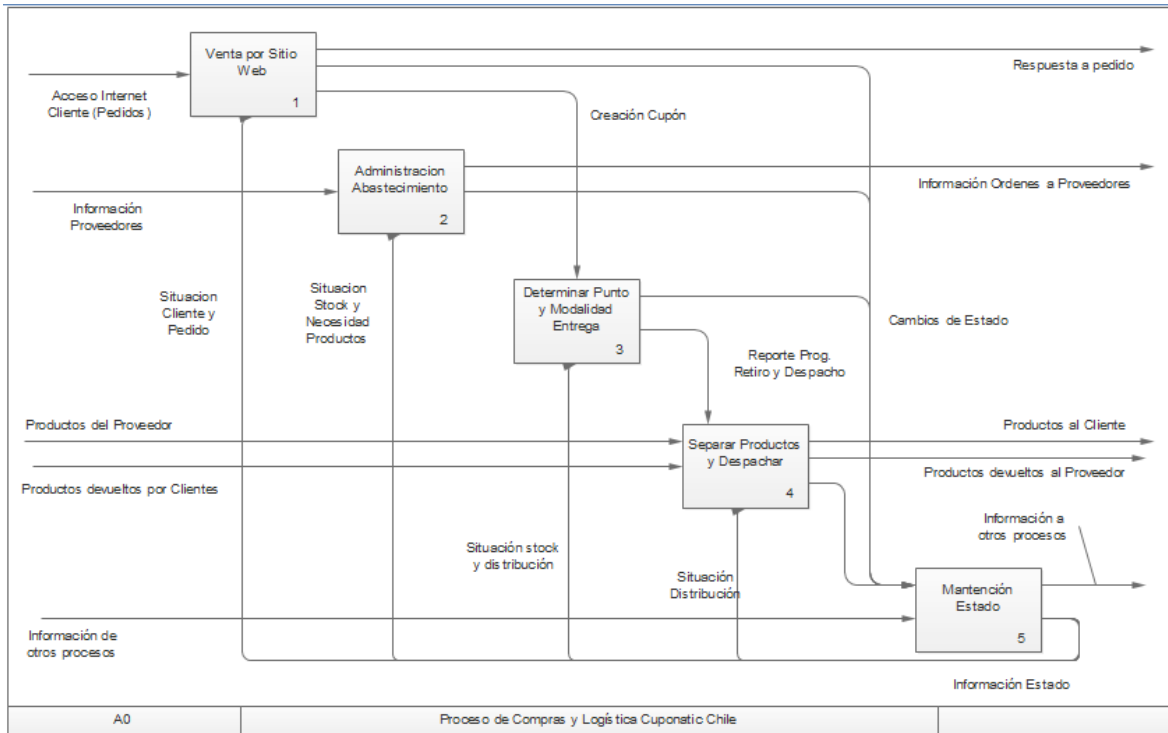 Venta por Sitio
Web
1
Respuesta a pedido
Acceso Internet
Cliente (Pedidos)
Creación Cupón
Administracion
Abastecimiento
2
Información Ordenes a Proveedores
Información
Proveedores
Situacion
Cliente y
Pedido
Situacion
Stock y
Necesidad
Productos
Determinar Punto
y Modalidad
Entrega
3
Cambios de Estado
Reporte Prog.
Retiro y Despacho
Productos del Proveedor
Separar Productos
y Despachar
4
Productos al Cliente
Productos devueltos al Proveedor
Productos devueltos por Clientes
Situación stock
y distribución
Situación
Distribución
Información a
otros procesos
Mantención
Estado
5
Información de
otros procesos
Información Estado
A0
Proceso de Compras y Logística Cuponatic Chile